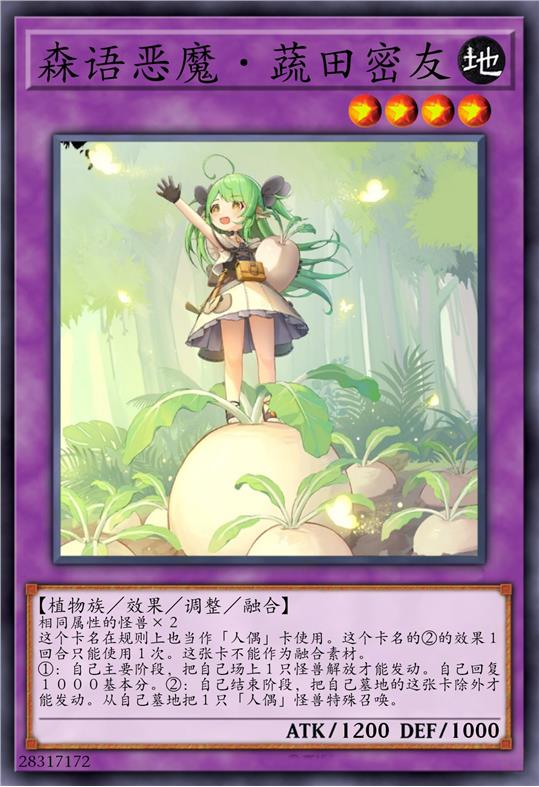 森语恶魔·蔬田密友
地
【植物族／效果／调整／融合】
相同属性的怪兽×2
这个卡名在规则上也当作「人偶」卡使用。这个卡名的②的效果1
回合只能使用1次。这张卡不能作为融合素材。
①：自己主要阶段，把自己场上1只怪兽解放才能发动。自己回复
1000基本分。②：自己结束阶段，把自己墓地的这张卡除外才
能发动。从自己墓地把1只「人偶」怪兽特殊召唤。
ATK/1200 DEF/1000
28317172